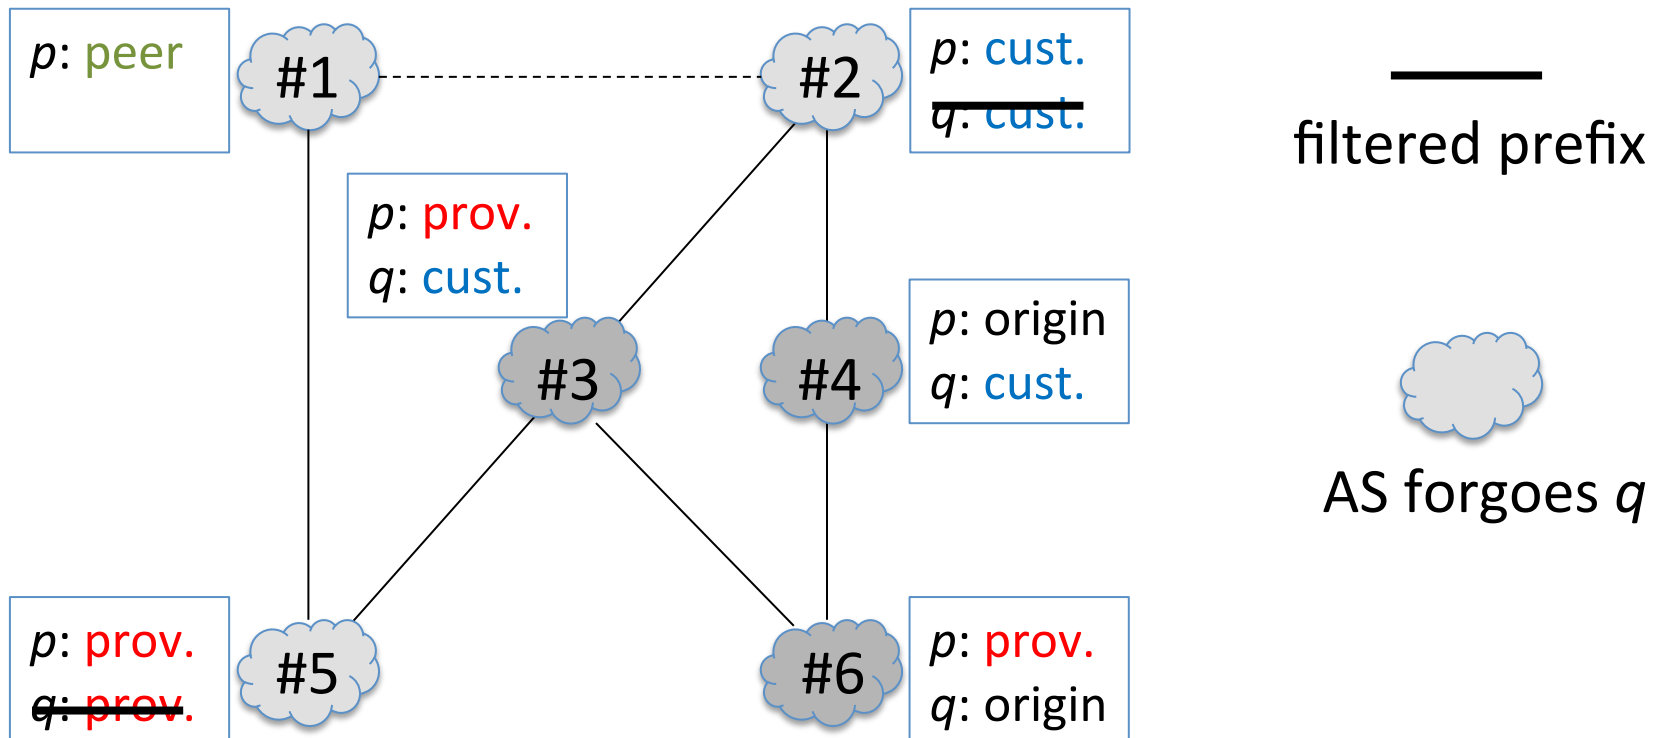 p: peer
#1
#2
p: cust.
q: cust.
filtered prefix
p: prov.
q: cust.
#3
#4
p: origin
q: cust.
AS forgoes q
p: prov.
q: prov.
#5
#6
p: prov.
q: origin